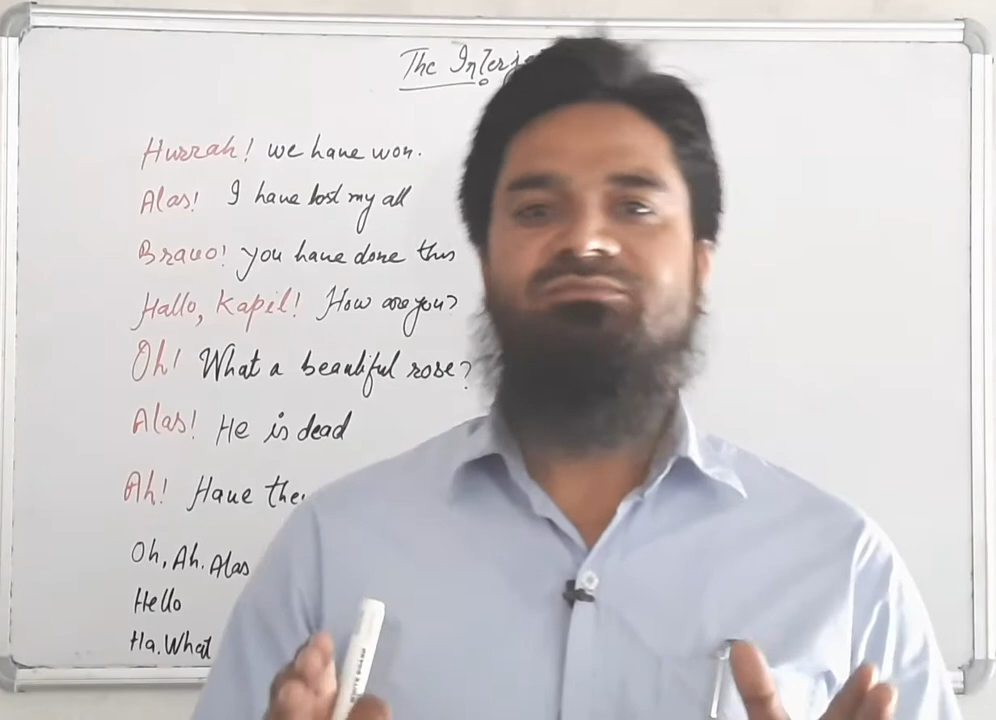 The Interj
Hurrah! we have won.
Alas! I have lost my all
Bravo! you have done this
Hallo, Kapil! How are you?
Oh! What a beautiful rose?
Alas! He is dead
Ah! Have the
Oh, Ah. Alas
Hello
Ha. What